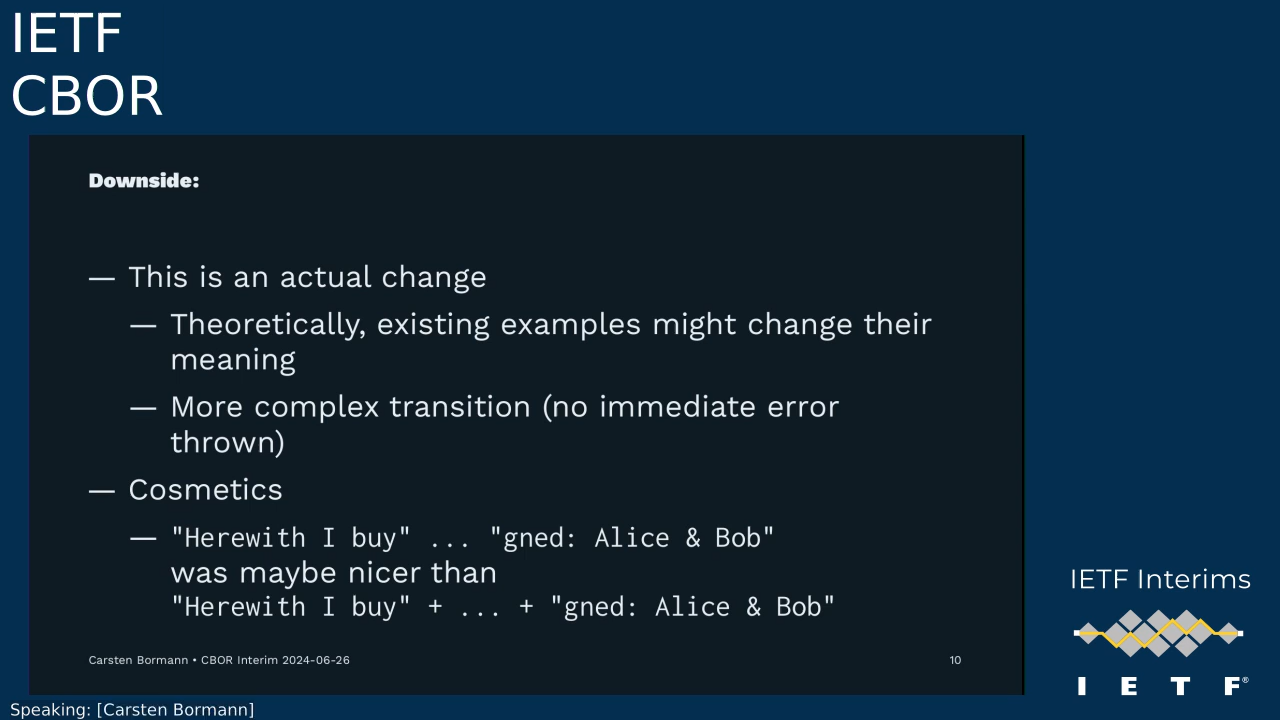 IETF
CBOR
Downside:
— This is an actual change
— Theoretically, existing examples might change their
meaning
— More complex transition (no immediate error
thrown)
— Cosmetics
— "Herewith I buy" ... "gned: Alice & Bob"
was maybe nicer than
"Herewith I buy" + ... + "gned: Alice & Bob"
Carsten Bormann • CBOR Interim 2024-06-26
10
IETF Interims
I E T F®
Speaking: [Carsten Bormann]